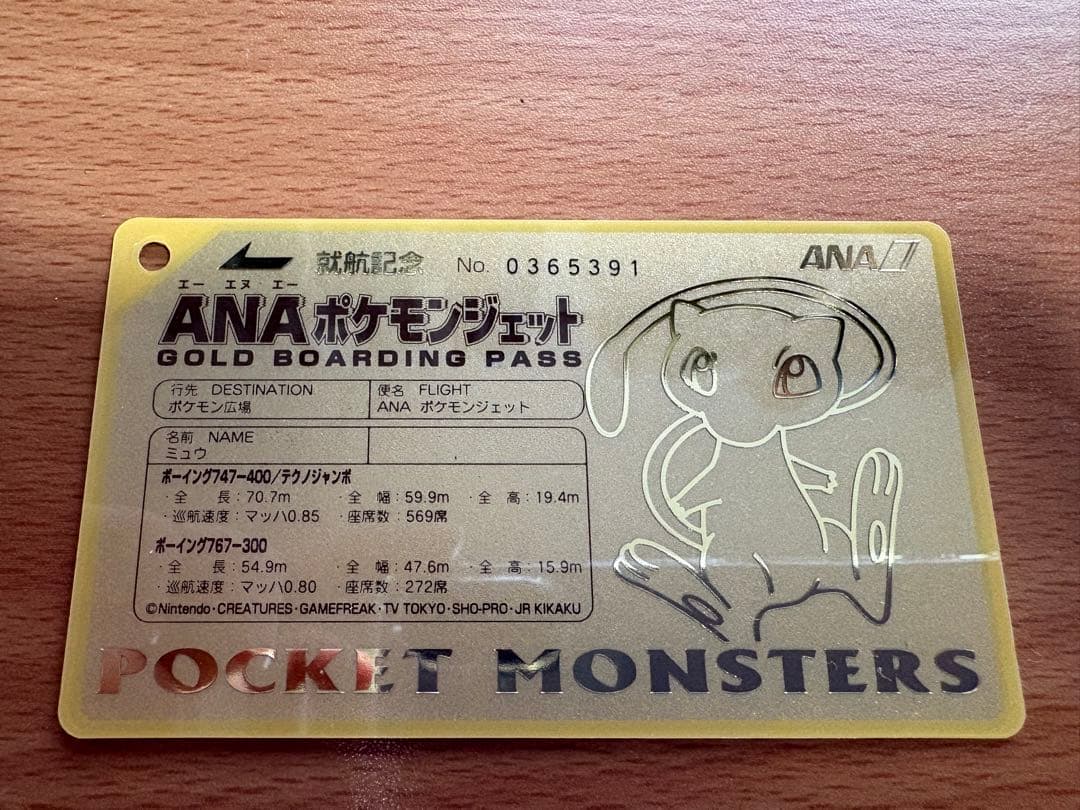 就航記念 No. 0365391 ANA
エー エヌ エー
ANAポケモンジェット
GOLD BOARDING PASS
行先 DESTINATION 便名 FLIGHT
ポケモン広場 ANA ポケモンジェット
名前 NAME
ミュウ
ボーイング747-400/テクノジャンボ
・全 長:70.7m ・全 幅:59.9m ・全 高:19.4m
・巡航速度:マッハ0.85 ・座席数:569席
ボーイング767-300
・全 長:54.9m ・全 幅:47.6m ・全 高:15.9m
・巡航速度:マッハ0.80 ・座席数:272席
©Nintendo・CREATURES・GAMEFREAK・TV TOKYO・SHO-PRO・JR KIKAKU
POCKET MONSTERS